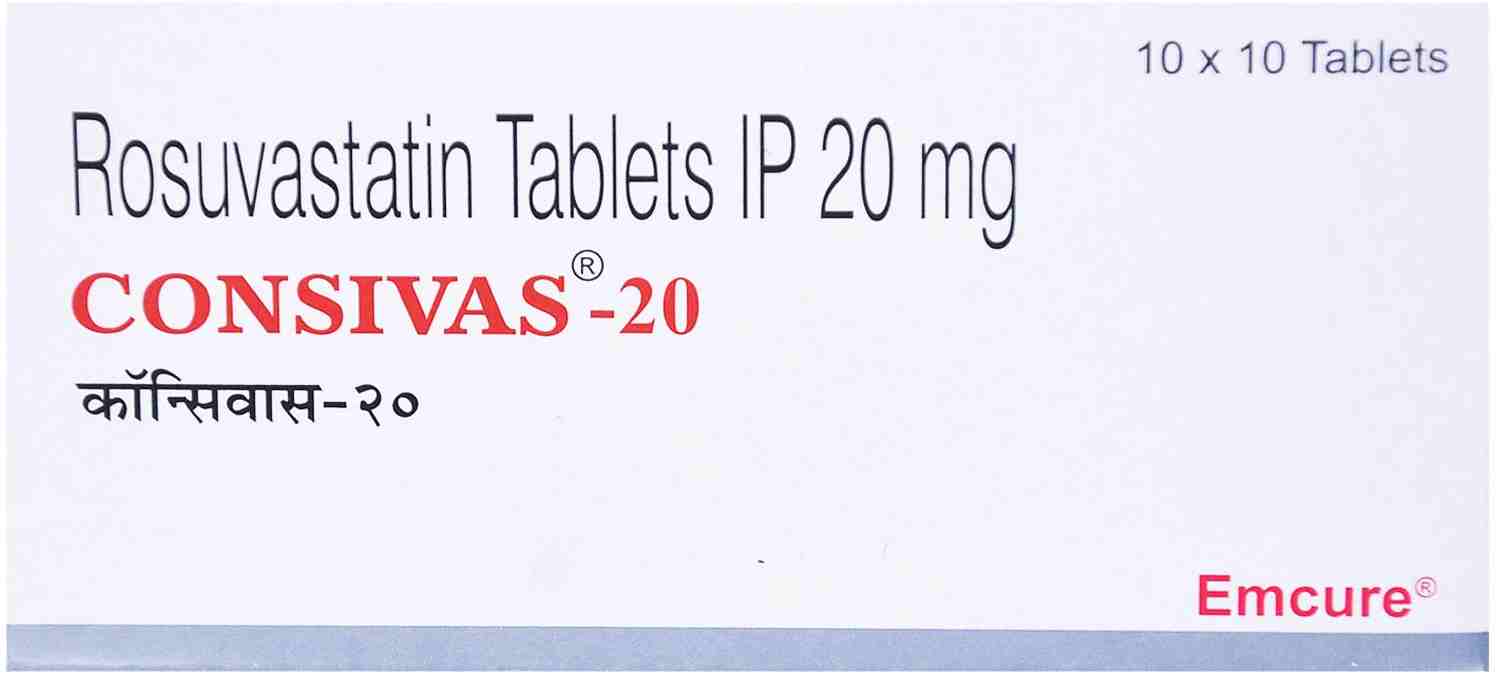 10 x 10 Tablets
Rosuvastatin Tablets IP 20 mg
CONSIVAS®-20
कॉन्सिवास-२०
Emcure®